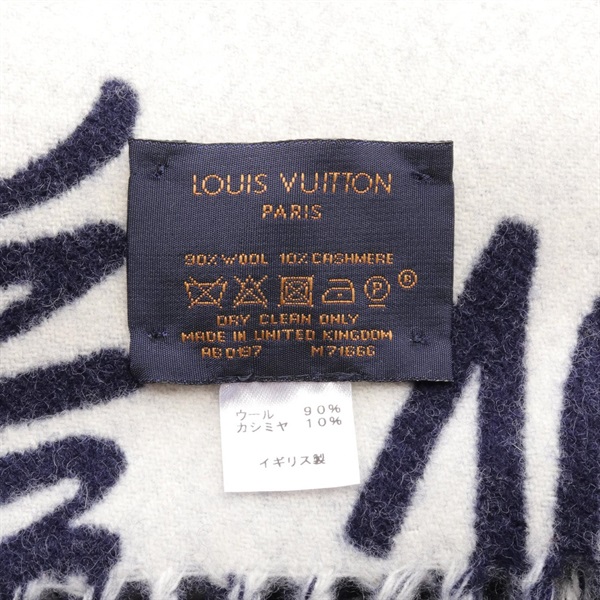 LOUIS VUITTON
PARIS
90% WOOL 10% CASHMERE
P ®
DRY CLEAN ONLY
MADE IN UNITED KINGDOM
AB0197 M71666
ウール 90%
カシミヤ 10%
イギリス製